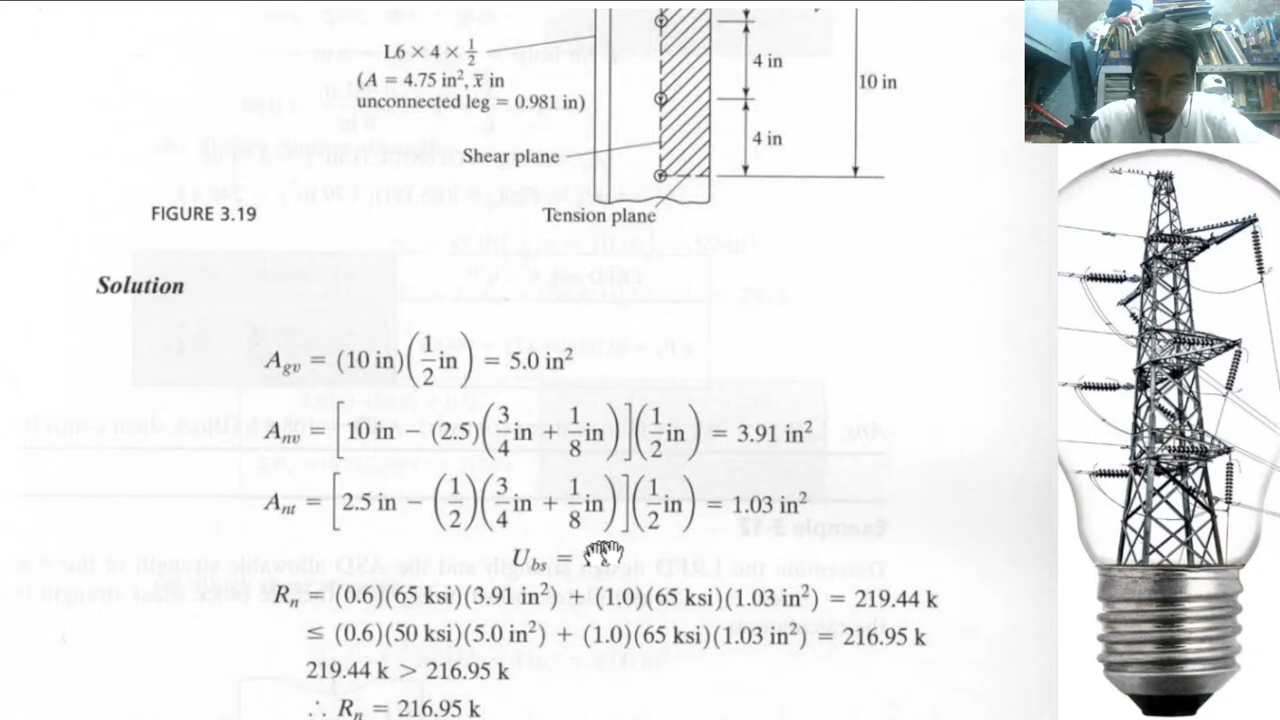 L6 × 4 × 1/2
(A = 4.75 in², x̄ in
unconnected leg = 0.981 in)
4 in
10 in
4 in
Shear plane
Tension plane
FIGURE 3.19
Solution
A_gv = (10 in)(1/2 in) = 5.0 in²
A_nv = [10 in − (2.5)(3/4 in + 1/8 in)](1/2 in) = 3.91 in²
A_nt = [2.5 in − (1/2)(3/4 in + 1/8 in)](1/2 in) = 1.03 in²
U_bs =
R_n = (0.6)(65 ksi)(3.91 in²) + (1.0)(65 ksi)(1.03 in²) = 219.44 k
≤ (0.6)(50 ksi)(5.0 in²) + (1.0)(65 ksi)(1.03 in²) = 216.95 k
219.44 k > 216.95 k
∴ R_n = 216.95 k